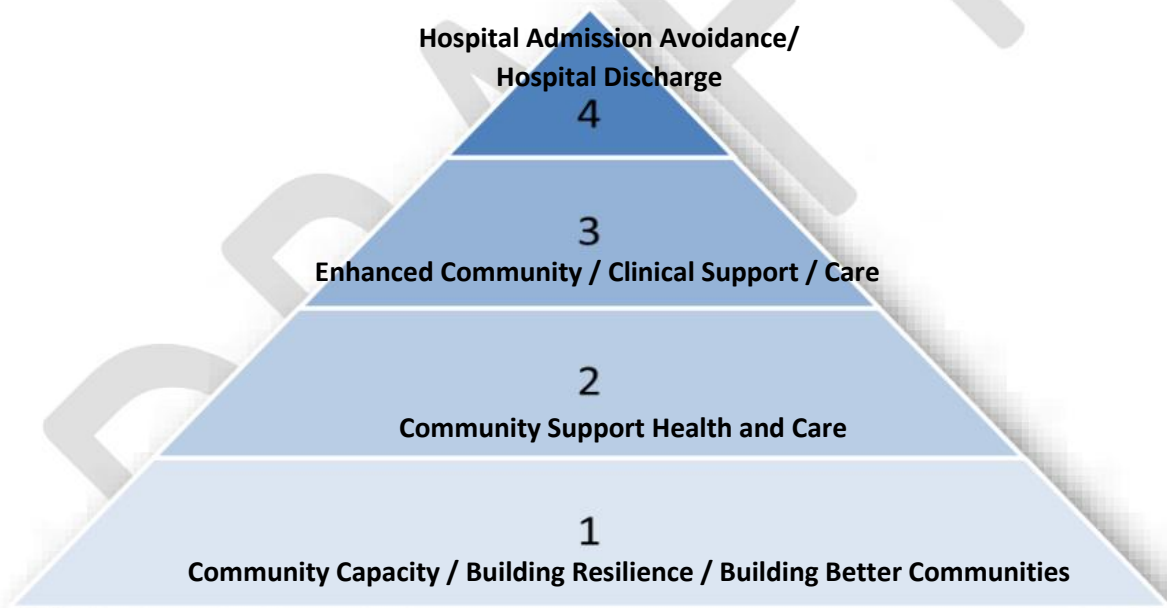 Hospital Admission Avoidance/
Hospital Discharge
4
3
Enhanced Community / Clinical Support / Care
2
Community Support Health and Care
1
Community Capacity / Building Resilience / Building Better Communities